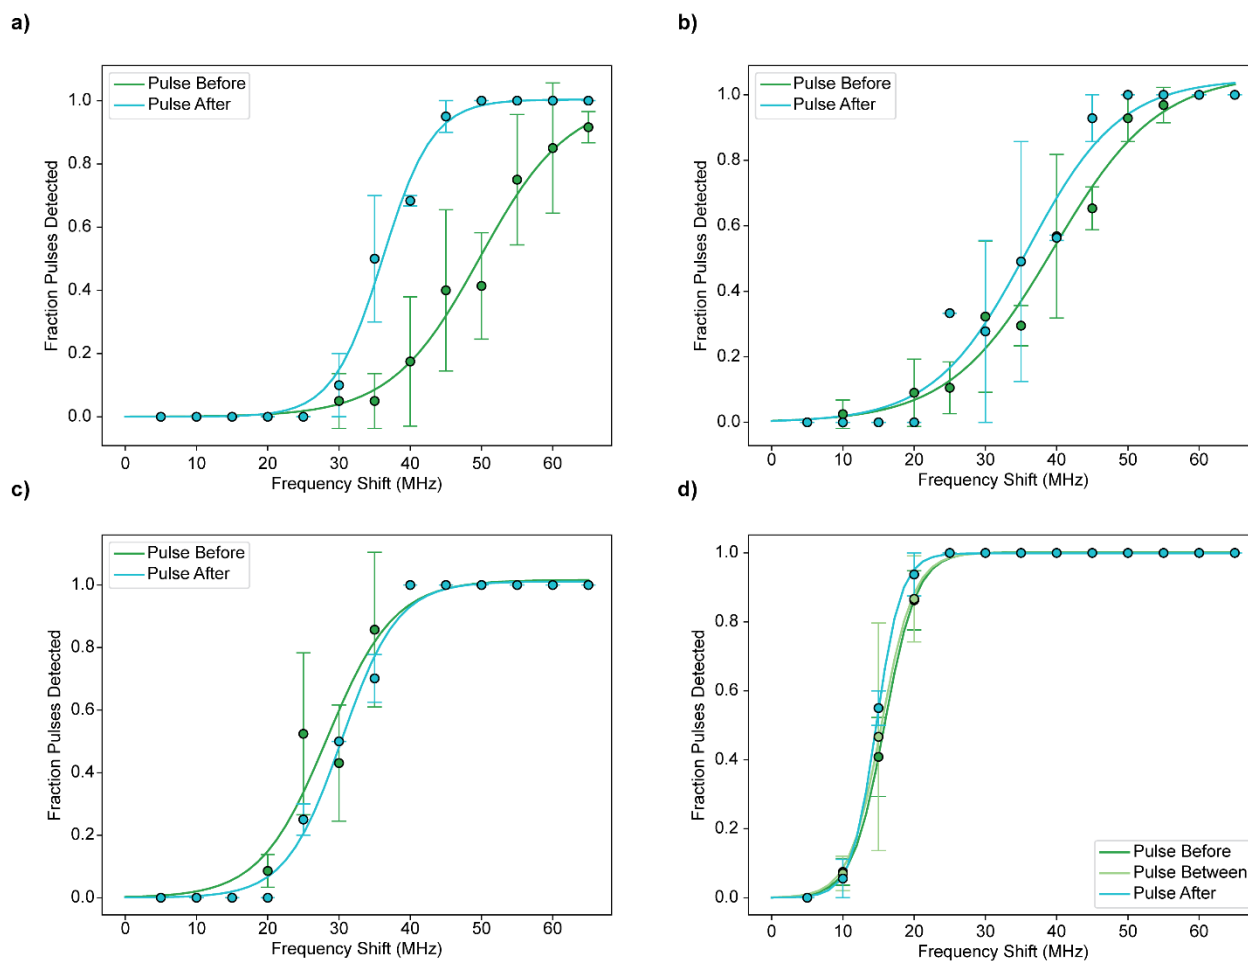 a)
Pulse Before
Pulse After
1.0
0.8
0.6
0.4
0.2
0.0
Fraction Pulses Detected
0 10 20 30 40 50 60
Frequency Shift (MHz)
b)
Pulse Before
Pulse After
1.0
0.8
0.6
0.4
0.2
0.0
Fraction Pulses Detected
0 10 20 30 40 50 60
Frequency Shift (MHz)
c)
Pulse Before
Pulse After
1.0
0.8
0.6
0.4
0.2
0.0
Fraction Pulses Detected
0 10 20 30 40 50 60
Frequency Shift (MHz)
d)
1.0
0.8
0.6
0.4
0.2
0.0
Fraction Pulses Detected
Pulse Before
Pulse Between
Pulse After
0 10 20 30 40 50 60
Frequency Shift (MHz)